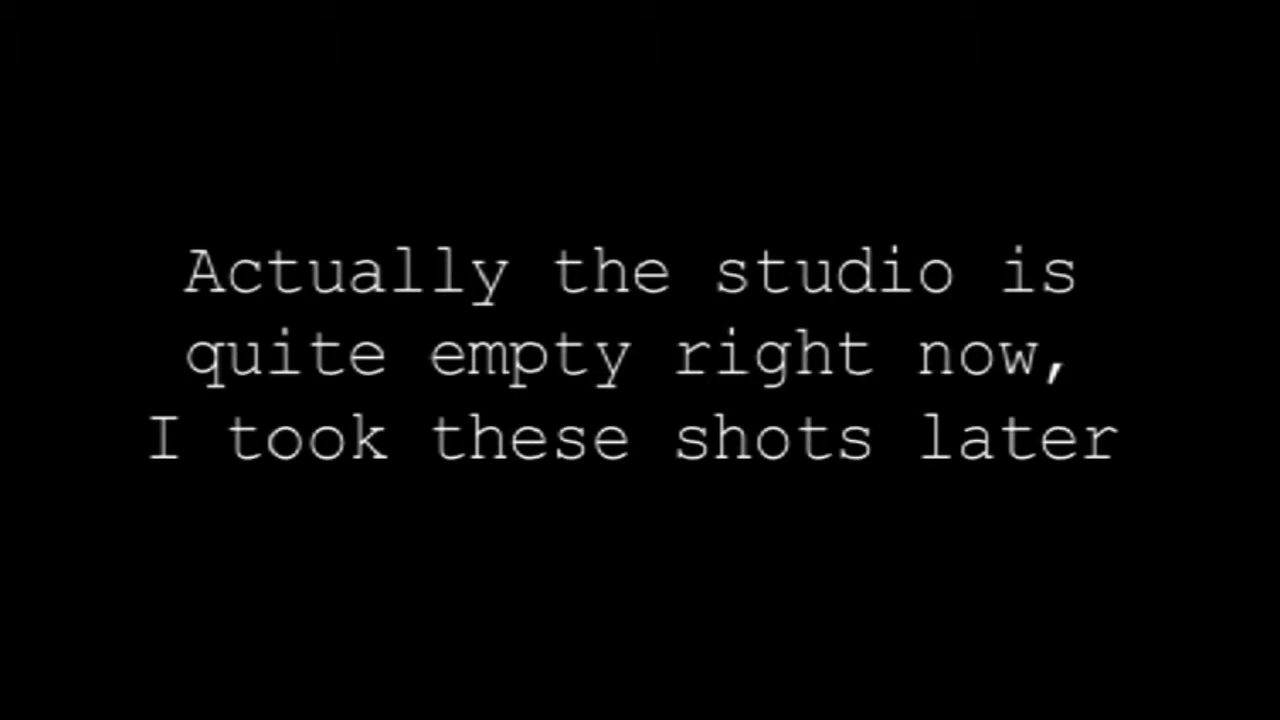 Actually the studio is
quite empty right now,
I took these shots later